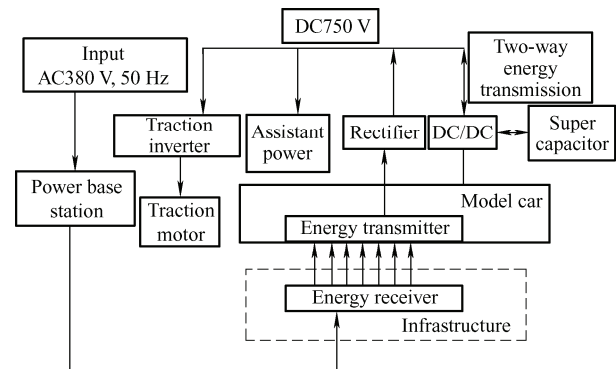 DC750 V
Input
AC380 V, 50 Hz
Two-way
energy
transmission
Traction
inverter
Assistant
power
Rectifier
DC/DC
Super
capacitor
Power base
station
Traction
motor
Model car
Energy transmitter
Energy receiver
Infrastructure